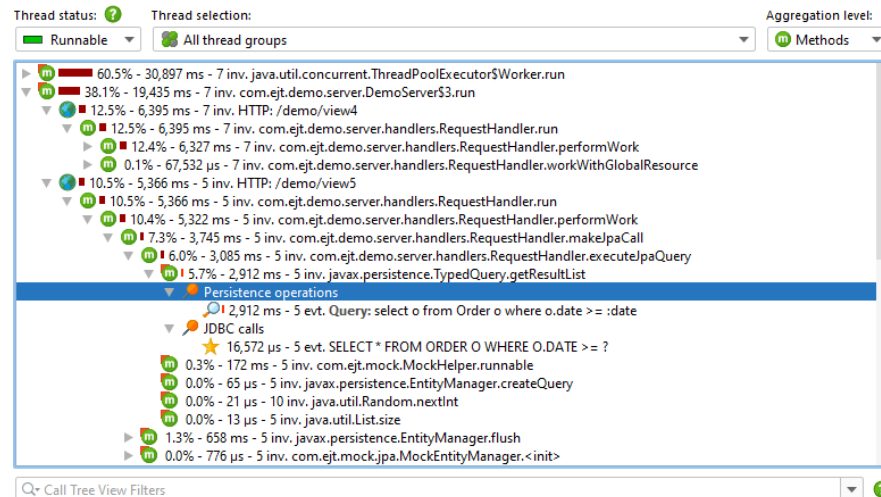 Thread status: Thread selection: Aggregation level:
Runnable All thread groups Methods
60.5% - 30,897 ms - 7 inv. java.util.concurrent.ThreadPoolExecutor$Worker.run
38.1% - 19,435 ms - 7 inv. com.ejt.demo.server.DemoServer$3.run
12.5% - 6,395 ms - 7 inv. HTTP: /demo/view4
12.5% - 6,395 ms - 7 inv. com.ejt.demo.server.handlers.RequestHandler.run
12.4% - 6,327 ms - 7 inv. com.ejt.demo.server.handlers.RequestHandler.performWork
0.1% - 67,532 µs - 7 inv. com.ejt.demo.server.handlers.RequestHandler.workWithGlobalResource
10.5% - 5,366 ms - 5 inv. HTTP: /demo/view5
10.5% - 5,366 ms - 5 inv. com.ejt.demo.server.handlers.RequestHandler.run
10.4% - 5,322 ms - 5 inv. com.ejt.demo.server.handlers.RequestHandler.performWork
7.3% - 3,745 ms - 5 inv. com.ejt.demo.server.handlers.RequestHandler.makeJpaCall
6.0% - 3,085 ms - 5 inv. com.ejt.demo.server.handlers.RequestHandler.executeJpaQuery
5.7% - 2,912 ms - 5 inv. javax.persistence.TypedQuery.getResultList
Persistence operations
2,912 ms - 5 evt. Query: select o from Order o where o.date >= :date
JDBC calls
16,572 µs - 5 evt. SELECT * FROM ORDER O WHERE O.DATE >= ?
0.3% - 172 ms - 5 inv. com.ejt.mock.MockHelper.runnable
0.0% - 65 µs - 5 inv. javax.persistence.EntityManager.createQuery
0.0% - 21 µs - 10 inv. java.util.Random.nextInt
0.0% - 13 µs - 5 inv. java.util.List.size
1.3% - 658 ms - 5 inv. javax.persistence.EntityManager.flush
0.0% - 776 µs - 5 inv. com.ejt.mock.jpa.MockEntityManager.<init>
Call Tree View Filters